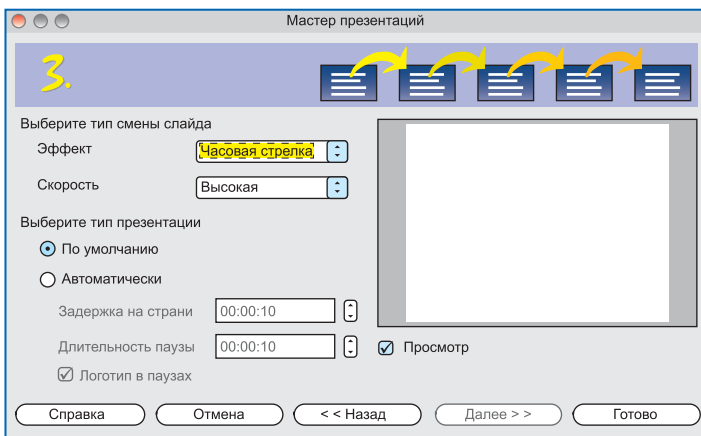 Мастер презентаций
3.
Выберите тип смены слайда
Эффект Часовая стрелка
Скорость Высокая
Выберите тип презентации
По умолчанию
Автоматически
Задержка на страни 00:00:10
Длительность паузы 00:00:10
Просмотр
Логотип в паузах
Справка Отмена < < Назад Далее > > Готово